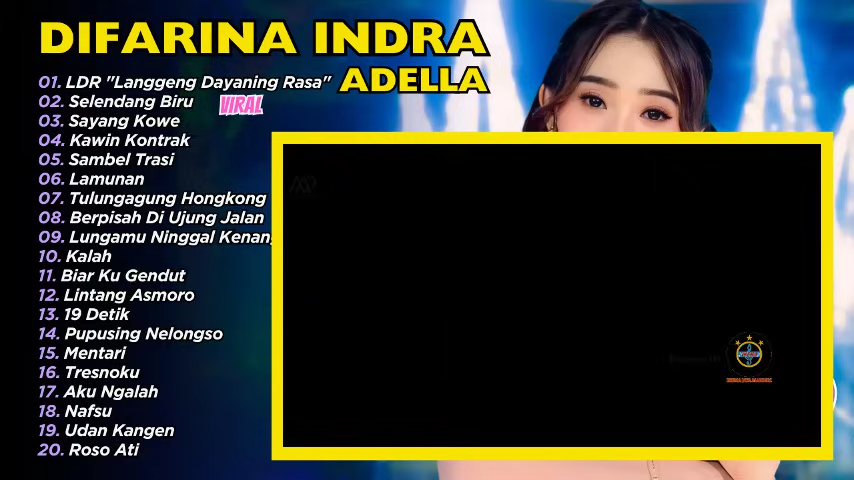 DIFARINA INDRA
ADELLA
01. LDR "Langgeng Dayaning Rasa"
02. Selendang Biru
VIRAL
03. Sayang Kowe
04. Kawin Kontrak
05. Sambel Trasi
06. Lamunan
07. Tulungagung Hongkong
08. Berpisah Di Ujung Jalan
09. Lungamu Ninggal
10. Kalah
11. Biar Ku Gendut
12. Lintang Asmoro
13. 19 Detik
14. Pupusing Nelongso
15. Mentari
16. Tresnoku
17. Aku Ngalah
18. Nafsu
19. Udan Kangen
20. Roso Ati